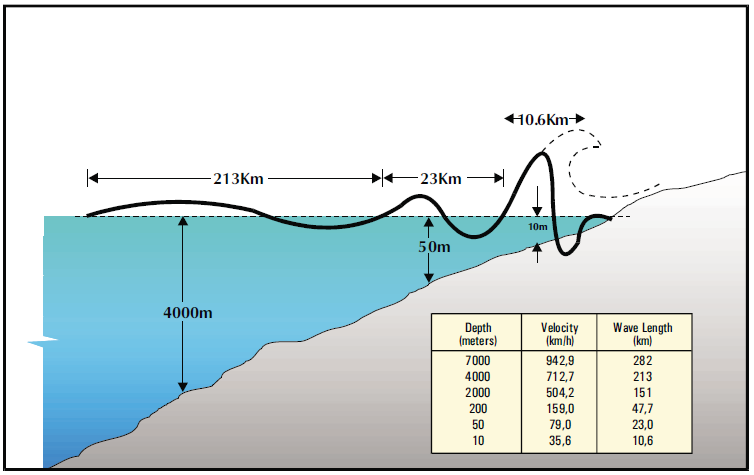 10.6Km
213Km
23Km
10m
50m
4000m
Depth Velocity Wave Length
(meters) (km/h) (km)
7000 942,9 282
4000 712,7 213
2000 504,2 151
200 159,0 47,7
50 79,0 23,0
10 35,6 10,6